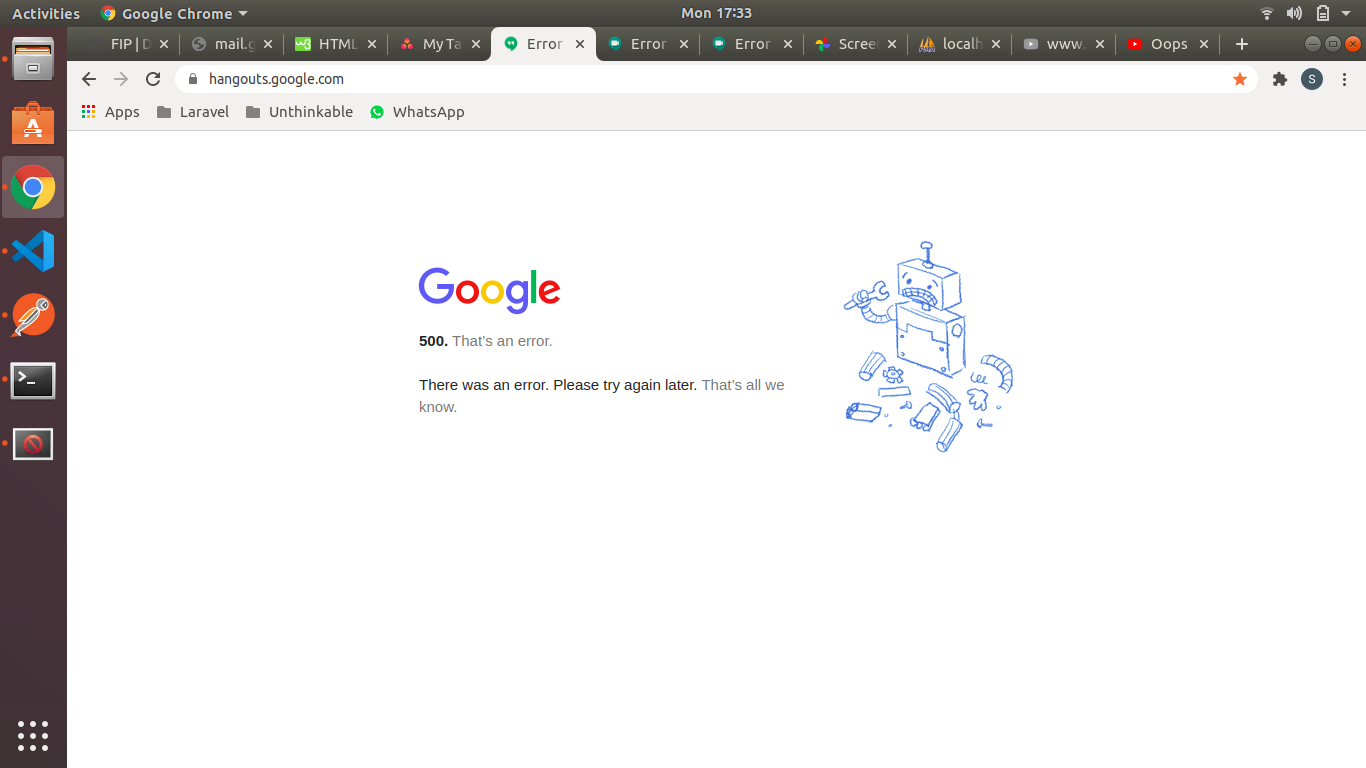 Activities Google Chrome Mon 17:33
FIP | D mail.g HTML My Ta Error Error Error Screen localh www. Oops
hangouts.google.com S
Apps Laravel Unthinkable WhatsApp
Google
500. That's an error.
There was an error. Please try again later. That's all we
know.